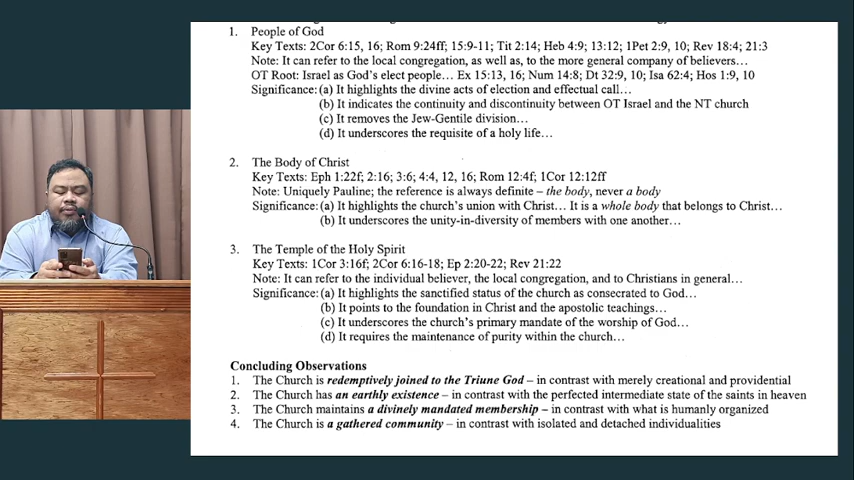 1. People of God
Key Texts: 2Cor 6:15, 16; Rom 9:24ff; 15:9-11; Tit 2:14; Heb 4:9; 13:12; 1Pet 2:9, 10; Rev 18:4; 21:3
Note: It can refer to the local congregation, as well as, to the more general company of believers…
OT Root: Israel as God's elect people… Ex 15:13, 16; Num 14:8; Dt 32:9, 10; Isa 62:4; Hos 1:9, 10
Significance: (a) It highlights the divine acts of election and effectual call…
(b) It indicates the continuity and discontinuity between OT Israel and the NT church
(c) It removes the Jew-Gentile division…
(d) It underscores the requisite of a holy life…
2. The Body of Christ
Key Texts: Eph 1:22f; 2:16; 3:6; 4:4, 12, 16; Rom 12:4f; 1Cor 12:12ff
Note: Uniquely Pauline; the reference is always definite – the body, never a body
Significance: (a) It highlights the church's union with Christ… It is a whole body that belongs to Christ…
(b) It underscores the unity-in-diversity of members with one another…
3. The Temple of the Holy Spirit
Key Texts: 1Cor 3:16f; 2Cor 6:16-18; Ep 2:20-22; Rev 21:22
Note: It can refer to the individual believer, the local congregation, and to Christians in general…
Significance: (a) It highlights the sanctified status of the church as consecrated to God…
(b) It points to the foundation in Christ and the apostolic teachings…
(c) It underscores the church's primary mandate of the worship of God…
(d) It requires the maintenance of purity within the church…
Concluding Observations
1. The Church is redemptively joined to the Triune God – in contrast with merely creational and providential
2. The Church has an earthly existence – in contrast with the perfected intermediate state of the saints in heaven
3. The Church maintains a divinely mandated membership – in contrast with what is humanly organized
4. The Church is a gathered community – in contrast with isolated and detached individualities